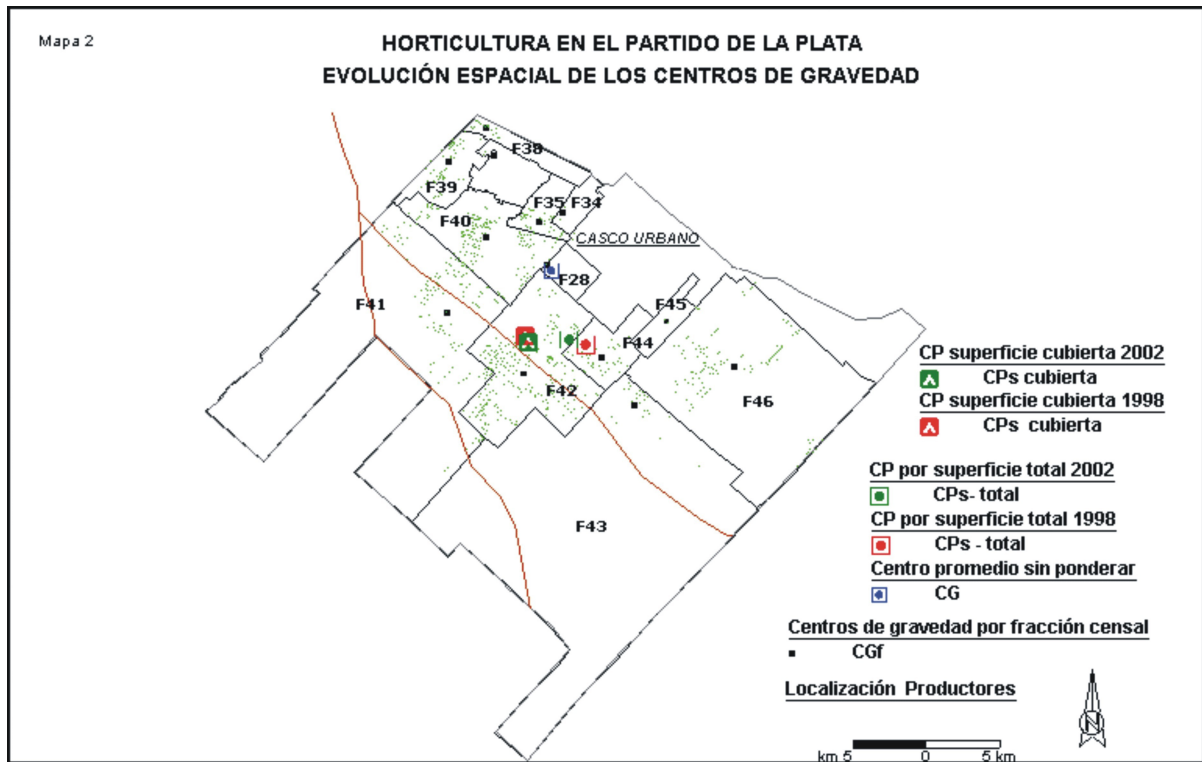 Mapa 2
HORTICULTURA EN EL PARTIDO DE LA PLATA
EVOLUCIÓN ESPACIAL DE LOS CENTROS DE GRAVEDAD
F38
F39
F35
F34
F40
CASCO URBANO
F28
F41
F45
F44
F42
F46
F43
CP superficie cubierta 2002
CPs cubierta
CP superficie cubierta 1998
CPs cubierta
CP por superficie total 2002
CPs- total
CP por superficie total 1998
CPs - total
Centro promedio sin ponderar
CG
Centros de gravedad por fracción censal
CGf
Localización Productores
N
km 5 0 5 km